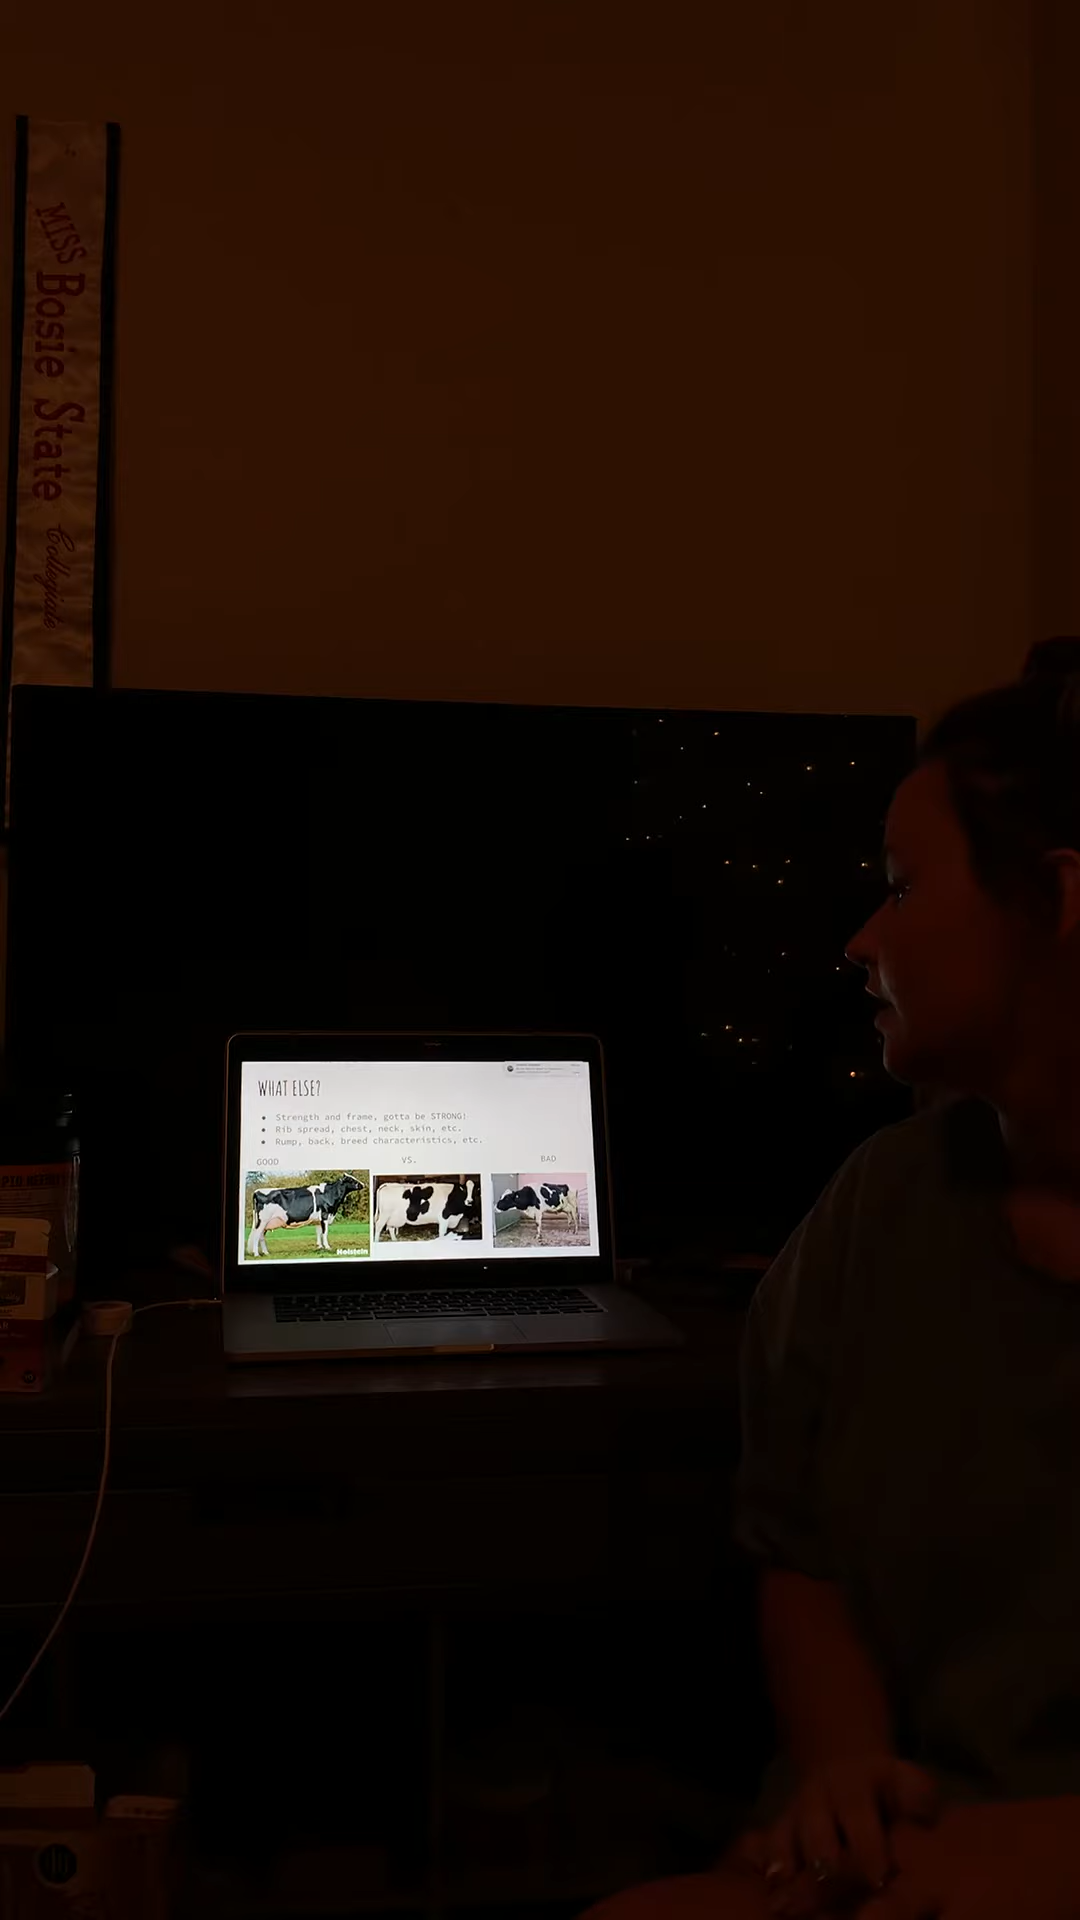 MISS Bosie State Collegiate
WHAT ELSE?
Strength and frame, gotta be STRONG!
Rib spread, chest, neck, skin, etc.
Rump, back, breed characteristics, etc.
GOOD
VS.
BAD
Holstein